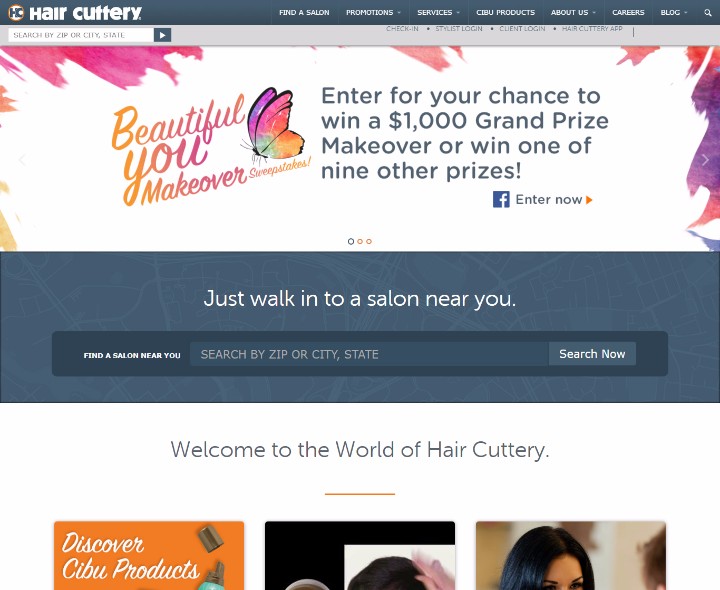 Hair Cuttery
FIND A SALON
PROMOTIONS
SERVICES
CIBU PRODUCTS
ABOUT US
CAREERS
BLOG
SEARCH BY ZIP OR CITY, STATE
CHECK-IN • STYLIST LOGIN • CLIENT LOGIN • HAIR CUTTERY APP
Beautiful
you
Makeover Sweepstakes!
Enter for your chance to
win a $1,000 Grand Prize
Makeover or win one of
nine other prizes!
Enter now
Just walk in to a salon near you.
FIND A SALON NEAR YOU
SEARCH BY ZIP OR CITY, STATE
Search Now
Welcome to the World of Hair Cuttery.
Discover
Cibu Products